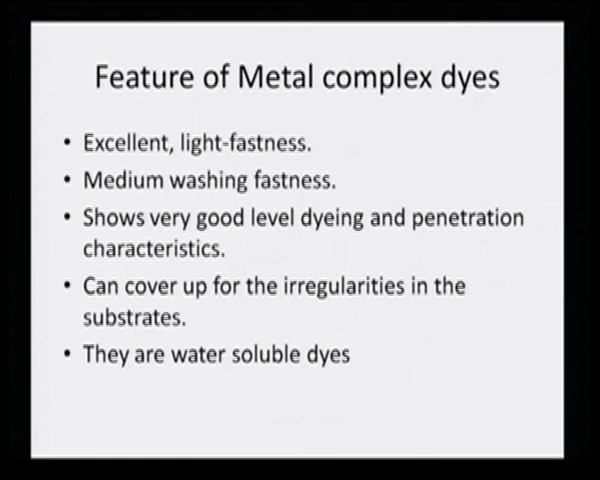 Feature of Metal complex dyes
• Excellent, light-fastness.
• Medium washing fastness.
• Shows very good level dyeing and penetration
characteristics.
• Can cover up for the irregularities in the
substrates.
• They are water soluble dyes